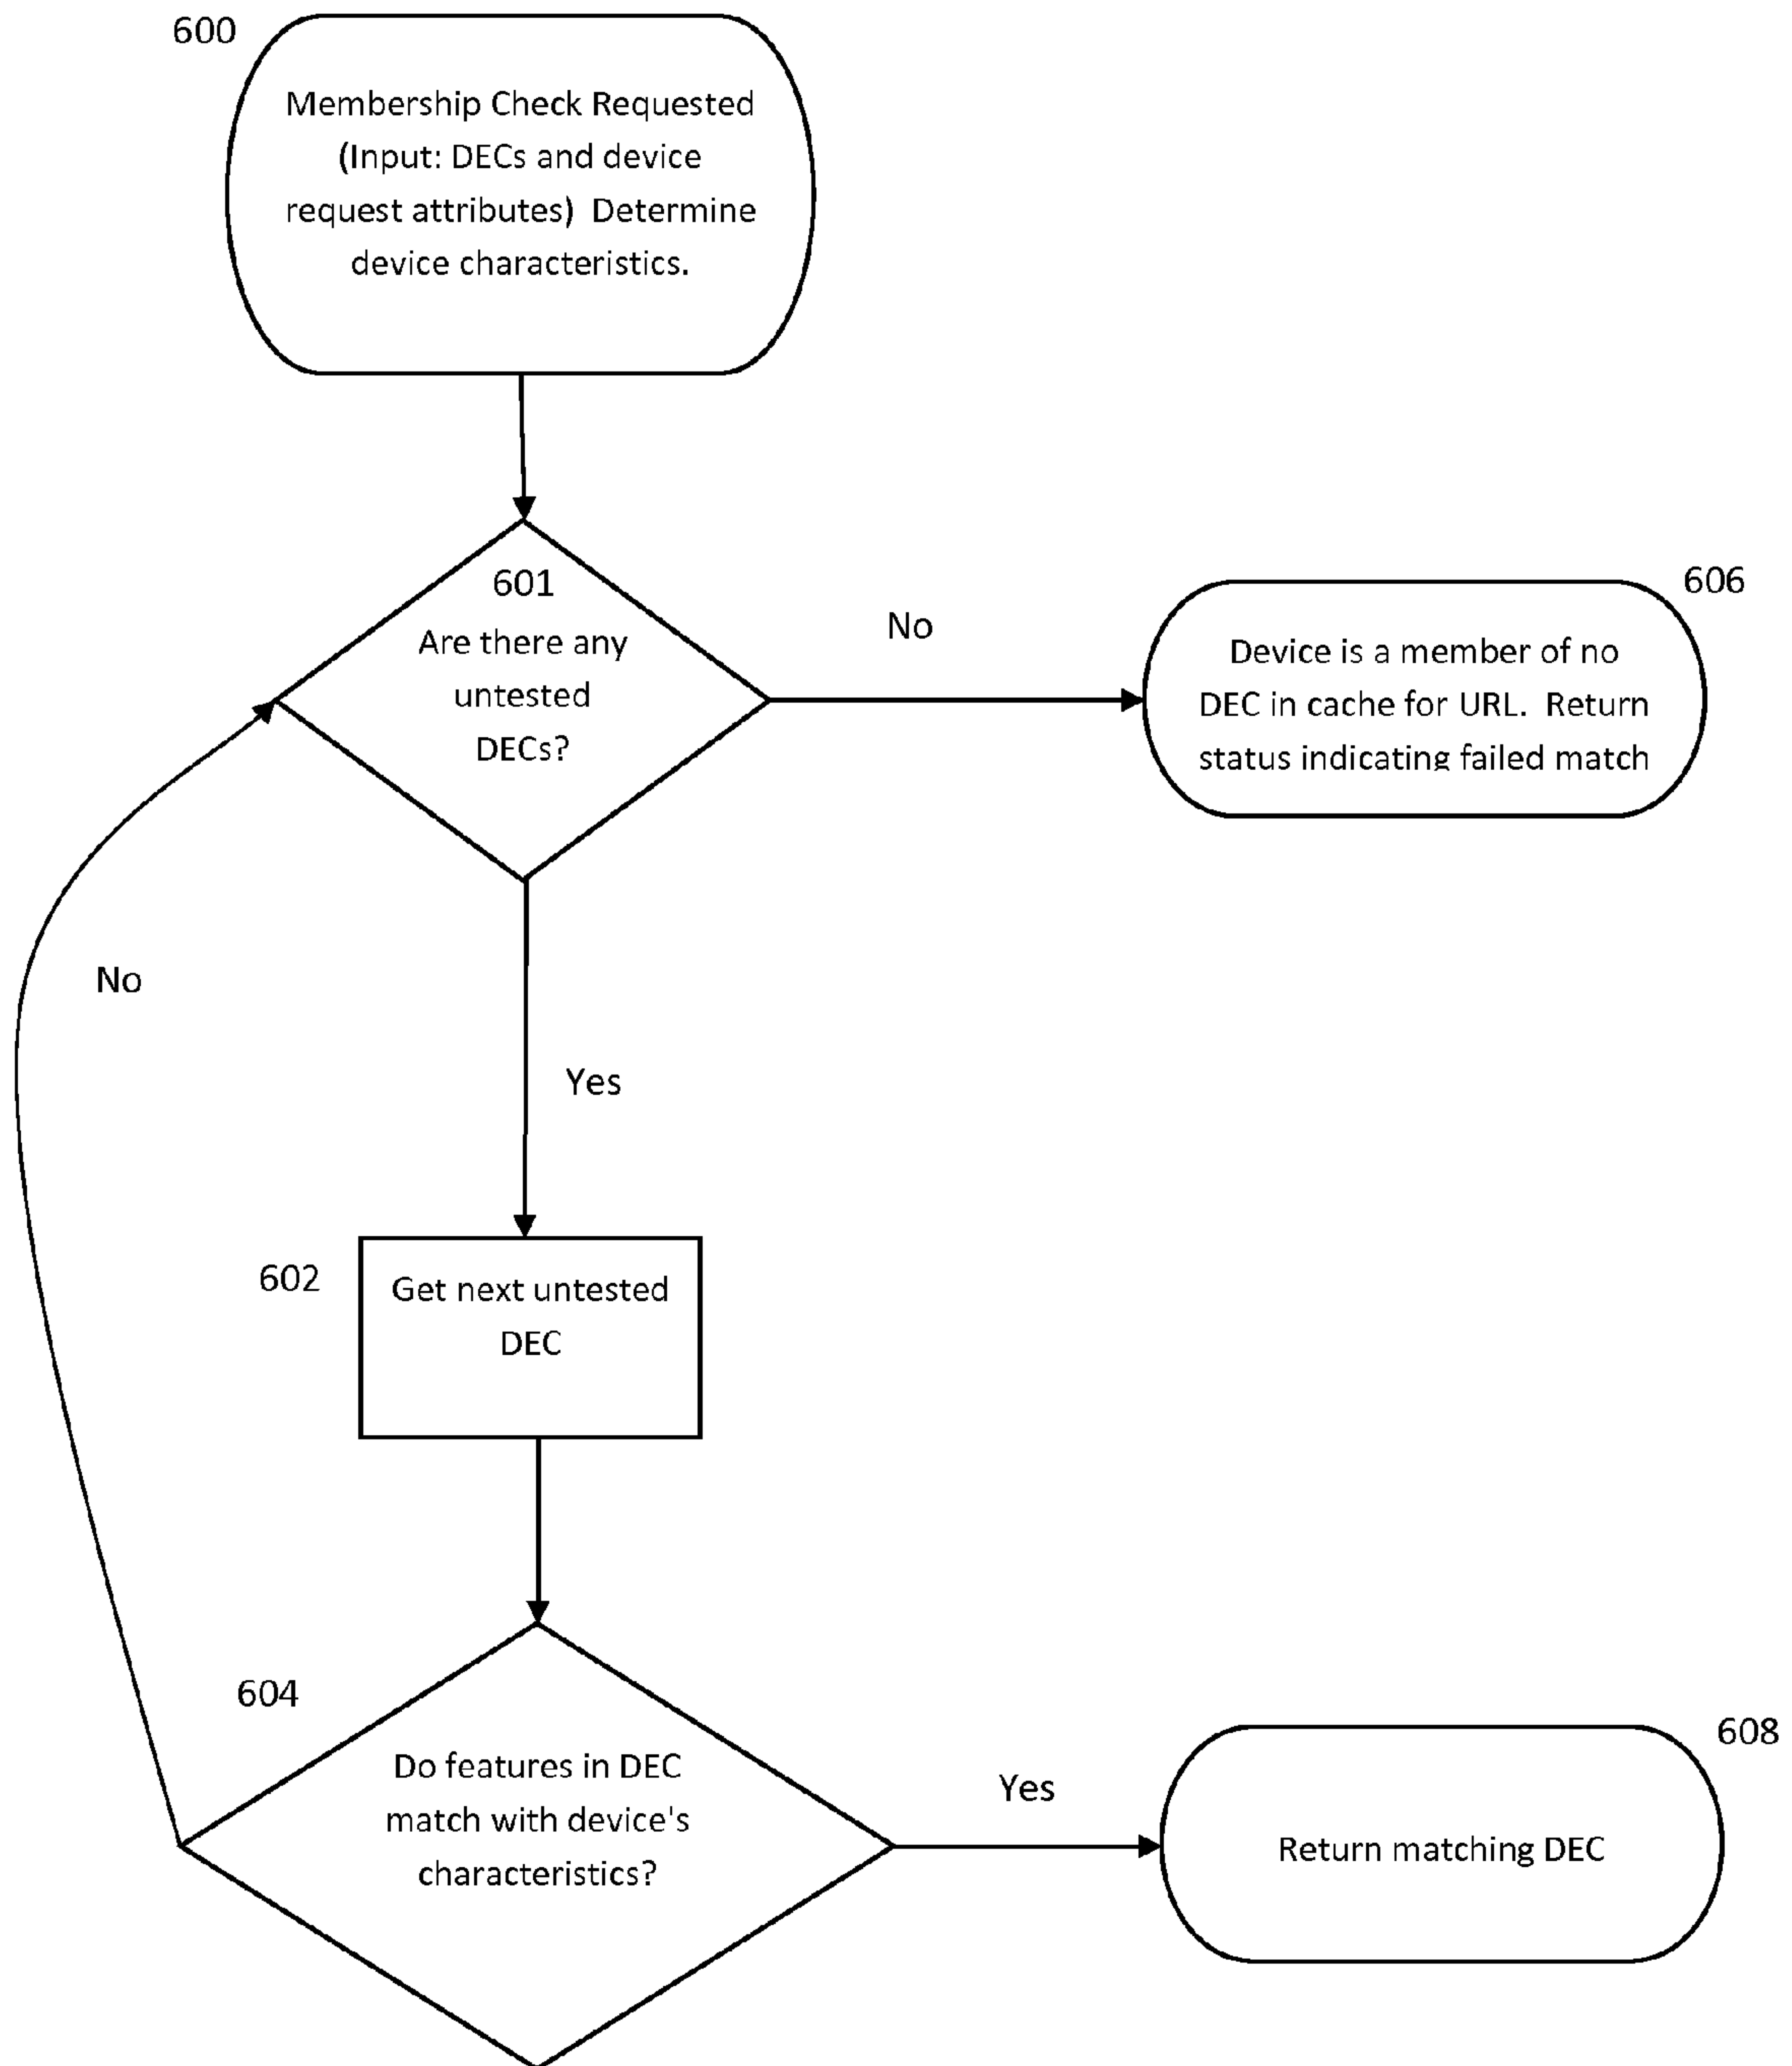 600
Membership Check Requested
(Input: DECs and device
request attributes)  Determine
device characteristics.
601
Are there any
untested
DECs?
No
606
Device is a member of no
DEC in cache for URL.  Return
status indicating failed match
No
Yes
602
Get next untested
DEC
604
Do features in DEC
match with device's
characteristics?
Yes
608
Return matching DEC